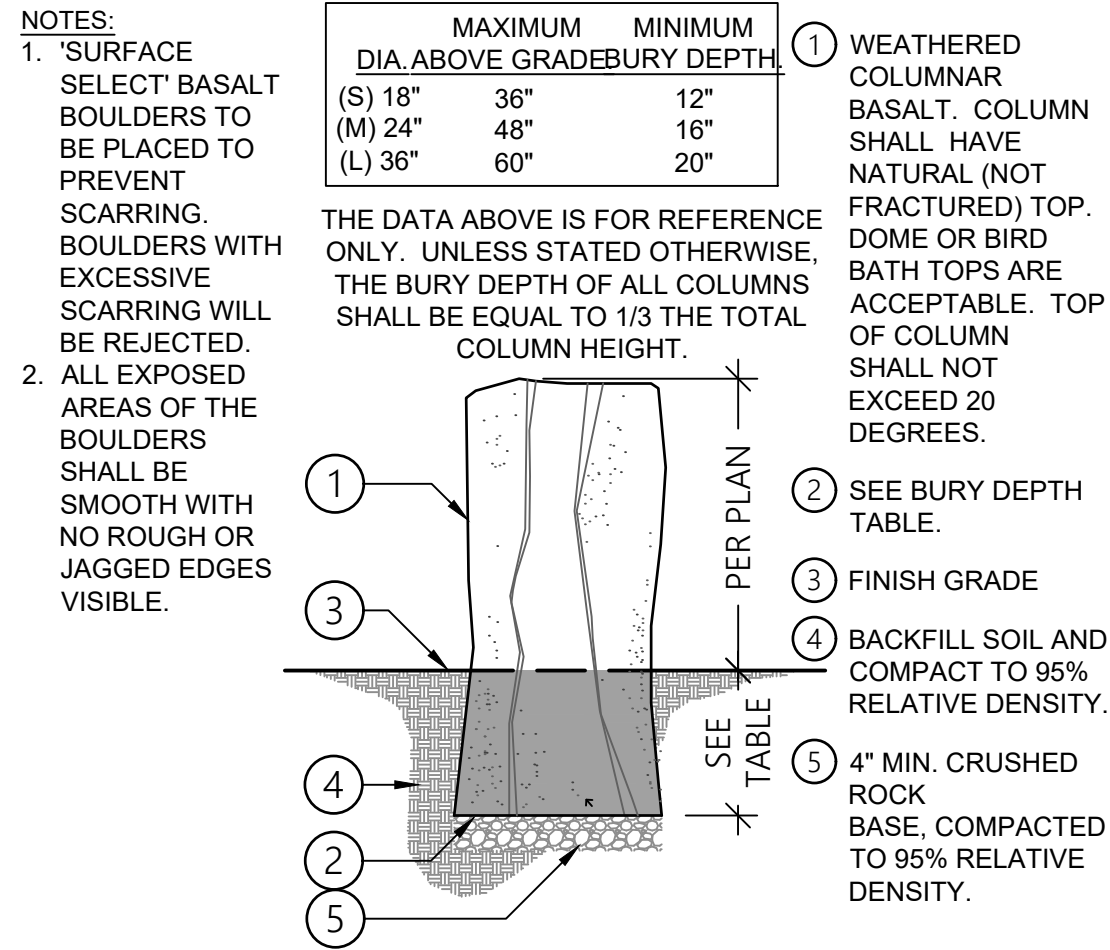 NOTES:
1. 'SURFACE
SELECT' BASALT
BOULDERS TO
BE PLACED TO
PREVENT
SCARRING.
BOULDERS WITH
EXCESSIVE
SCARRING WILL
BE REJECTED.
2. ALL EXPOSED
AREAS OF THE
BOULDERS
SHALL BE
SMOOTH WITH
NO ROUGH OR
JAGGED EDGES
VISIBLE.
MAXIMUM MINIMUM
DIA. ABOVE GRADE BURY DEPTH.
(S) 18" 36" 12"
(M) 24" 48" 16"
(L) 36" 60" 20"
THE DATA ABOVE IS FOR REFERENCE
ONLY. UNLESS STATED OTHERWISE,
THE BURY DEPTH OF ALL COLUMNS
SHALL BE EQUAL TO 1/3 THE TOTAL
COLUMN HEIGHT.
1
3
4
2
5
PER PLAN
SEE
TABLE
1 WEATHERED
COLUMNAR
BASALT. COLUMN
SHALL HAVE
NATURAL (NOT
FRACTURED) TOP.
DOME OR BIRD
BATH TOPS ARE
ACCEPTABLE. TOP
OF COLUMN
SHALL NOT
EXCEED 20
DEGREES.
2 SEE BURY DEPTH
TABLE.
3 FINISH GRADE
4 BACKFILL SOIL AND
COMPACT TO 95%
RELATIVE DENSITY.
5 4" MIN. CRUSHED
ROCK
BASE, COMPACTED
TO 95% RELATIVE
DENSITY.